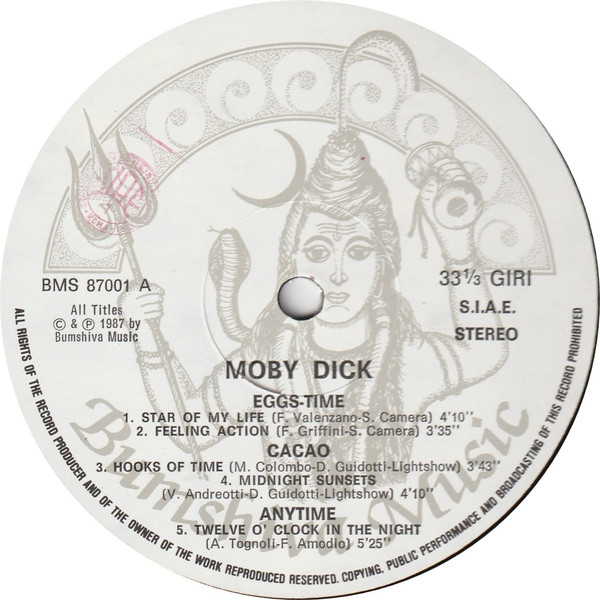 BMS 87001 A
All Titles
© & ℗ 1987 by
Bumshiva Music
33⅓ GIRI
S.I.A.E.
STEREO
MOBY DICK
EGGS-TIME
1. STAR OF MY LIFE (F. Valenzano-S. Camera) 4'10''
2. FEELING ACTION (F. Griffini-S. Camera) 3'35''
CACAO
3. HOOKS OF TIME (M. Colombo-D. Guidotti-Lightshow) 3'43''
4. MIDNIGHT SUNSETS
(V. Andreotti-D. Guidotti-Lightshow) 4'10''
ANYTIME
5. TWELVE O' CLOCK IN THE NIGHT
(A. Tognoli-F. Amodio) 5'25''
Bumshiva Music
ALL RIGHTS OF THE RECORD PRODUCER AND OF THE OWNER OF THE WORK REPRODUCED RESERVED. COPYING, PUBLIC PERFORMANCE AND BROADCASTING OF THIS RECORD PROHIBITED